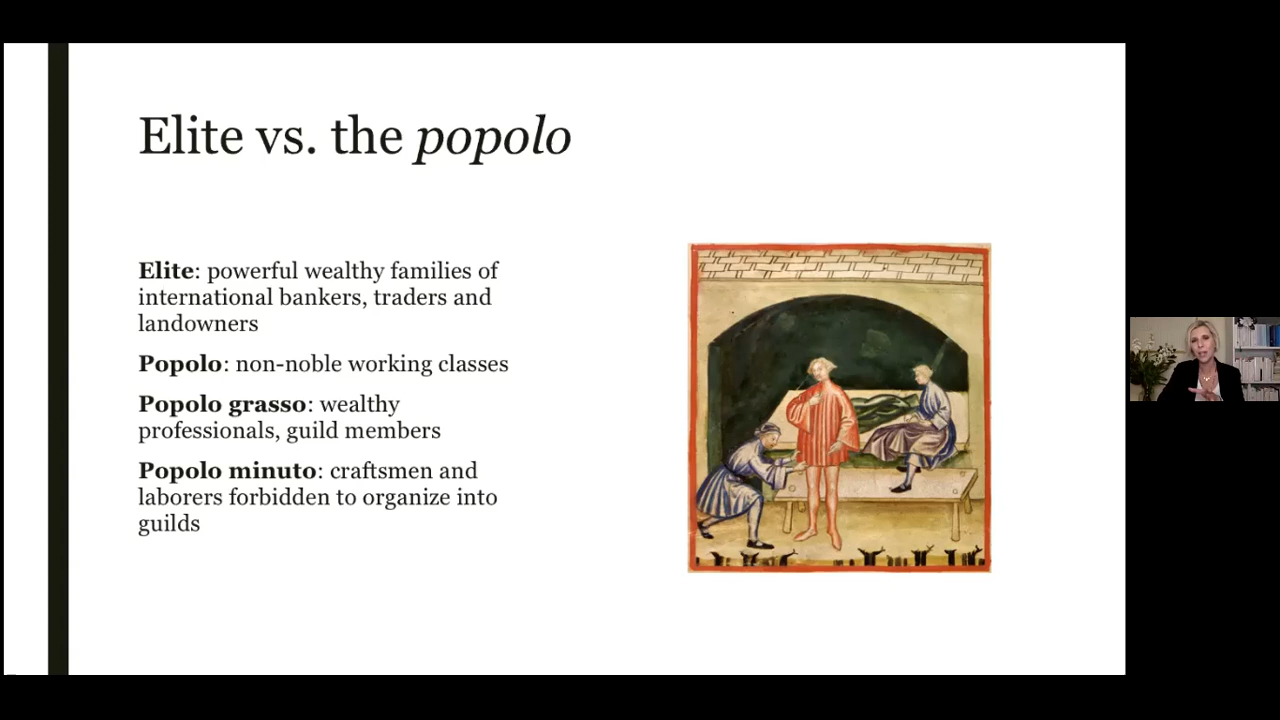 Elite vs. the popolo
Elite: powerful wealthy families of
international bankers, traders and
landowners
Popolo: non-noble working classes
Popolo grasso: wealthy
professionals, guild members
Popolo minuto: craftsmen and
laborers forbidden to organize into
guilds